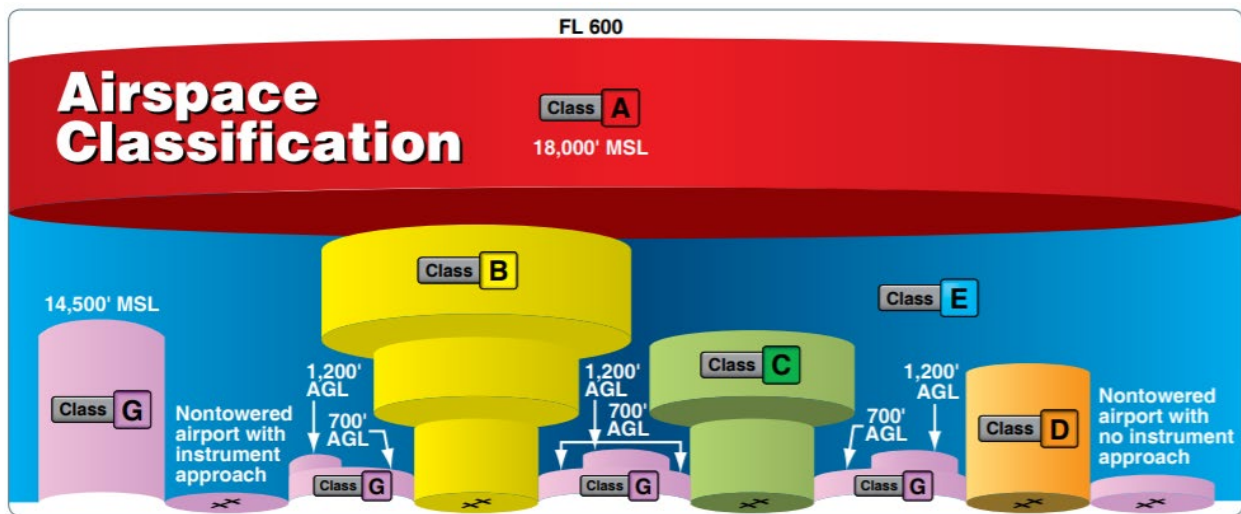 FL 600
Airspace
Classification
Class A
18,000' MSL
Class B
Class E
14,500' MSL
Class C
1,200'
AGL
1,200'
AGL
1,200'
AGL
Class G
Nontowered
airport with
instrument
approach
700'
AGL
700'
AGL
700'
AGL
Class D
Nontowered
airport with
no instrument
approach
Class G
Class G
Class G